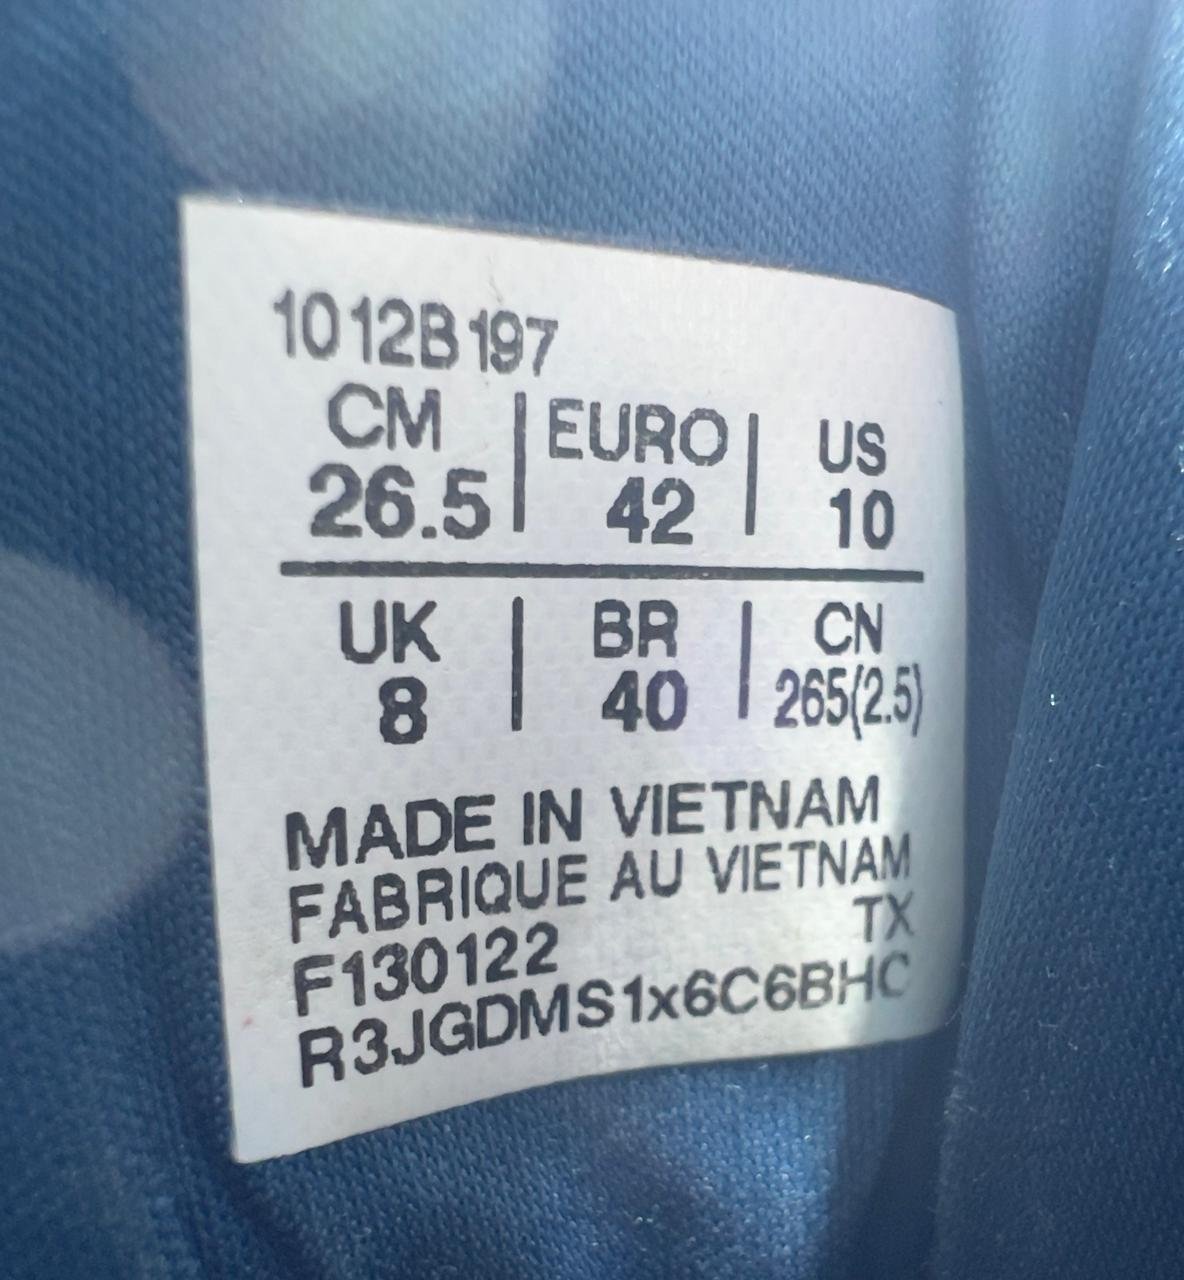 1012B197
CM | EURO | US
26.5 | 42 | 10
UK | BR | CN
8 | 40 | 265(2.5)
MADE IN VIETNAM
FABRIQUE AU VIETNAM
F130122 TX
R3JGDMS1x6C6BHC